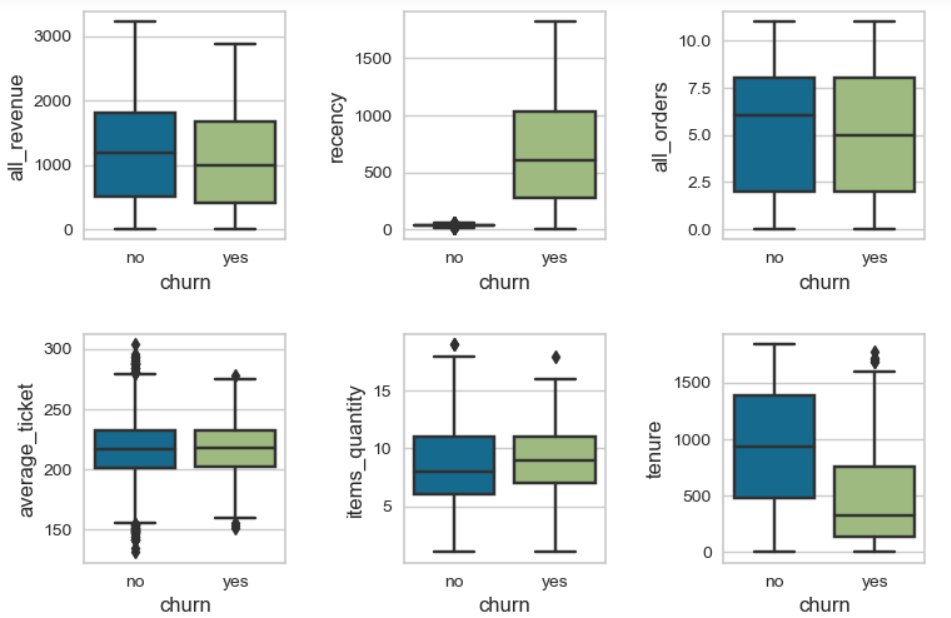 all_revenue
3000
2000
1000
0
no yes
churn
recency
1500
1000
500
0
no yes
churn
all_orders
10.0
7.5
5.0
2.5
0.0
no yes
churn
average_ticket
300
250
200
150
no yes
churn
items_quantity
15
10
5
no yes
churn
tenure
1500
1000
500
0
no yes
churn